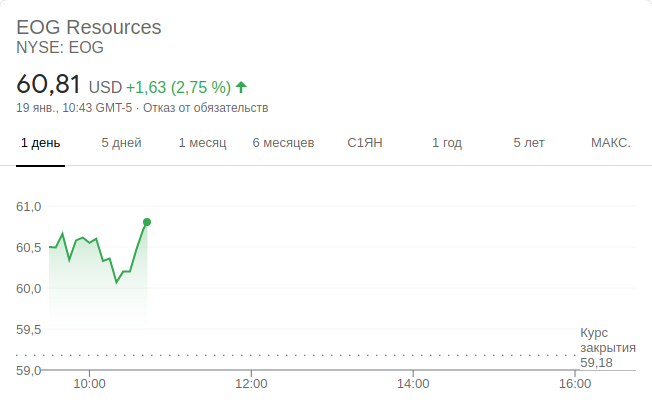 EOG Resources
NYSE: EOG
60,81 USD +1,63 (2,75 %)
19 янв., 10:43 GMT-5 · Отказ от обязательств
1 день 5 дней 1 месяц 6 месяцев С1ЯН 1 год 5 лет МАКС.
61,0
60,5
60,0
59,5
Курс
закрытия
59,18
59,0
10:00 12:00 14:00 16:00